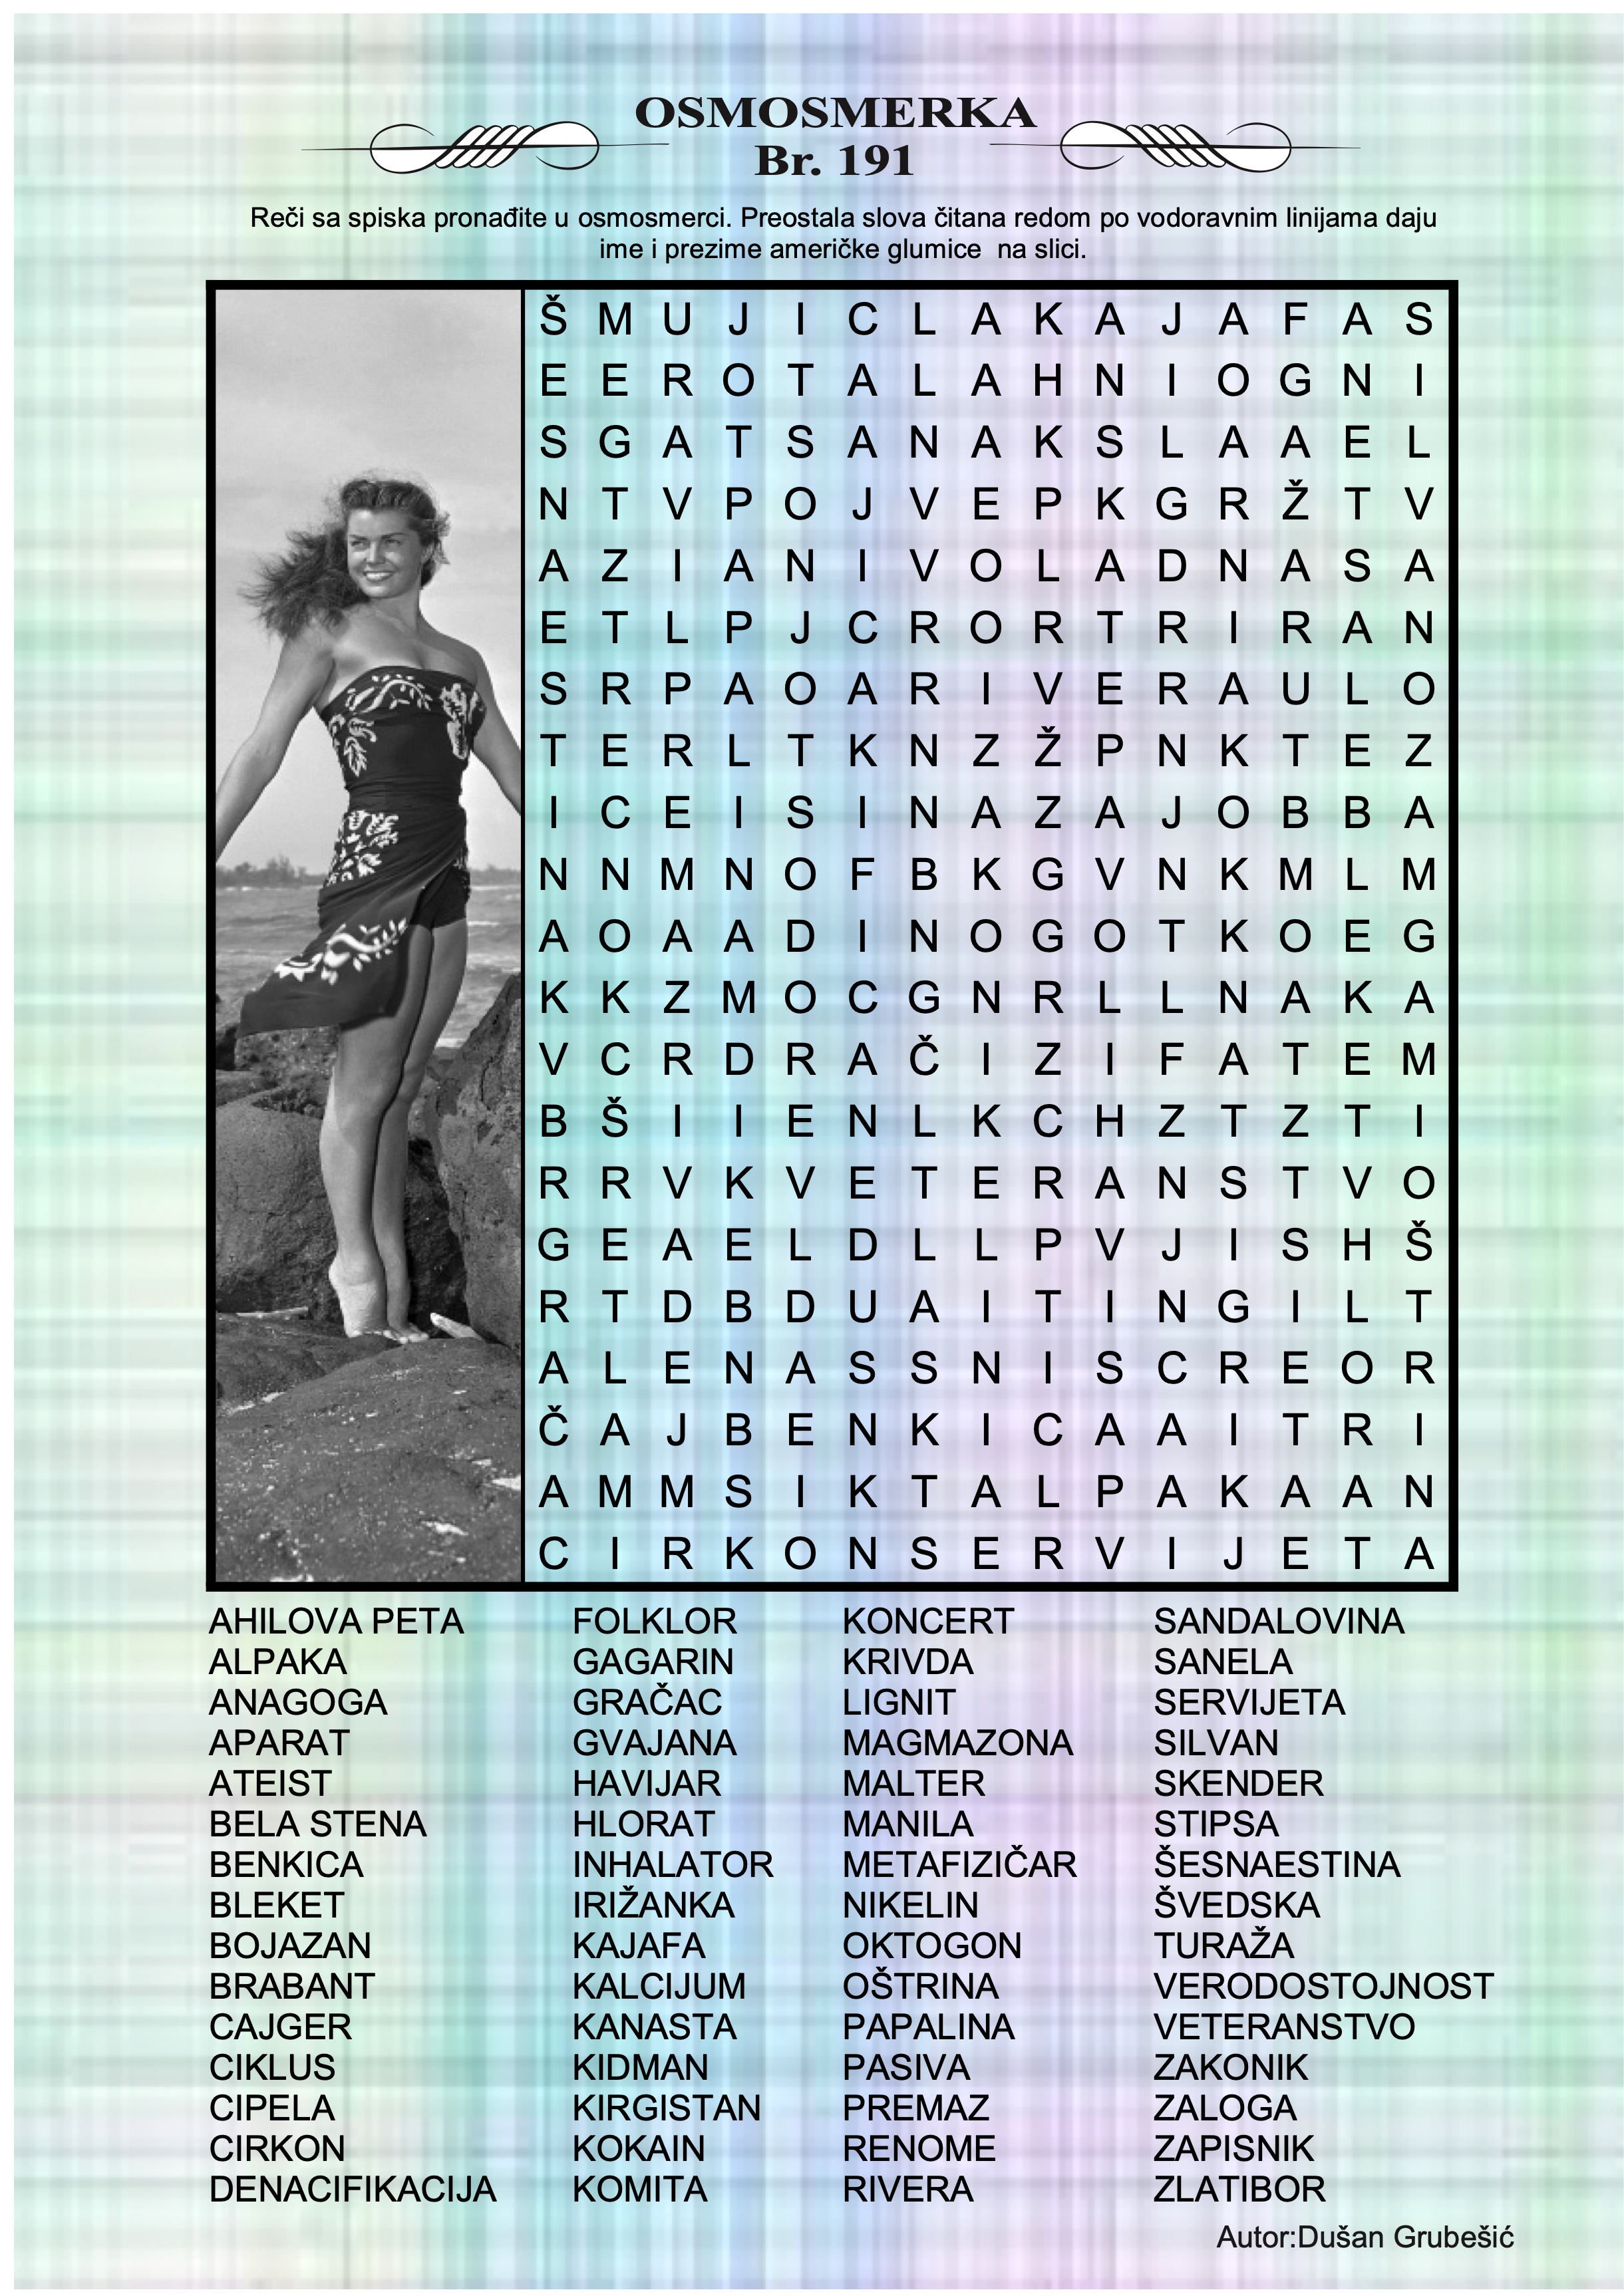 OSMOSMERKA
Br. 191
Reči sa spiska pronađite u osmosmerci. Preostala slova čitana redom po vodoravnim linijama daju
ime i prezime američke glumice  na slici.
Š M U J I C L A K A J A F A S
E E R O T A L A H N I O G N I
S G A T S A N A K S L A A E L
N T V P O J V E P K G R Ž T V
A Z I A N I V O L A D N A S A
E T L P J C R O R T R I R A N
S R P A O A R I V E R A U L O
T E R L T K N Z Ž P N K T E Z
I C E I S I N A Z A J O B B A
N N M N O F B K G V N K M L M
A O A A D I N O G O T K O E G
K K Z M O C G N R L L N A K A
V C R D R A Č I Z I F A T E M
B Š I I E N L K C H Z T Z T I
R R V K V E T E R A N S T V O
G E A E L D L L P V J I S H Š
R T D B D U A I T I N G I L T
A L E N A S S N I S C R E O R
Č A J B E N K I C A A I T R I
A M M S I K T A L P A K A A N
C I R K O N S E R V I J E T A
AHILOVA PETA FOLKLOR KONCERT SANDALOVINA
ALPAKA GAGARIN KRIVDA SANELA
ANAGOGA GRAČAC LIGNIT SERVIJETA
APARAT GVAJANA MAGMAZONA SILVAN
ATEIST HAVIJAR MALTER SKENDER
BELA STENA HLORAT MANILA STIPSA
BENKICA INHALATOR METAFIZIČAR ŠESNAESTINA
BLEKET IRIŽANKA NIKELIN ŠVEDSKA
BOJAZAN KAJAFA OKTOGON TURAŽA
BRABANT KALCIJUM OŠTRINA VERODOSTOJNOST
CAJGER KANASTA PAPALINA VETERANSTVO
CIKLUS KIDMAN PASIVA ZAKONIK
CIPELA KIRGISTAN PREMAZ ZALOGA
CIRKON KOKAIN RENOME ZAPISNIK
DENACIFIKACIJA KOMITA RIVERA ZLATIBOR
Autor:Dušan Grubešić